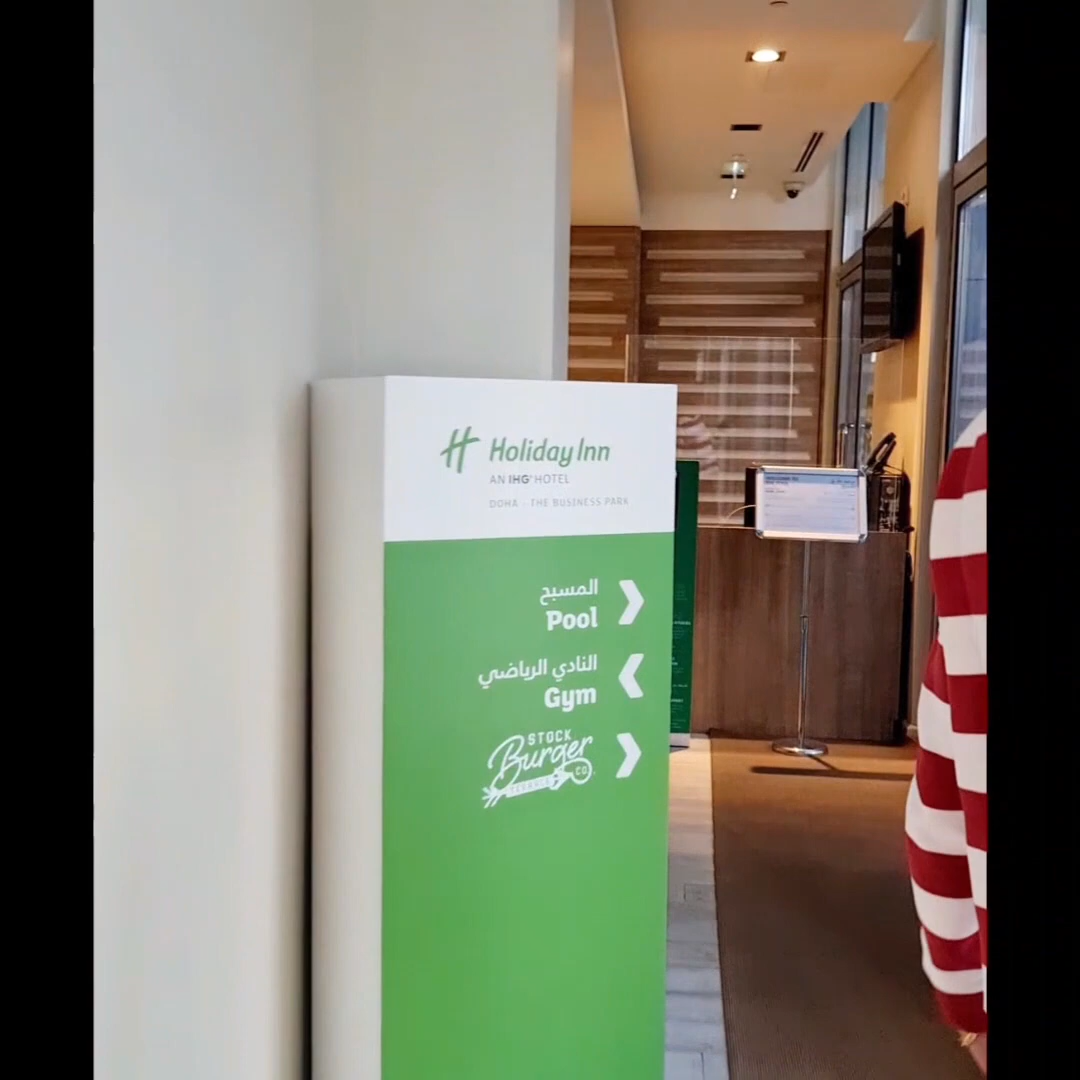 Holiday Inn
AN IHG® HOTEL
DOHA - THE BUSINESS PARK
المسبح
Pool
النادي الرياضي
Gym
STOCK
Burger
CO.